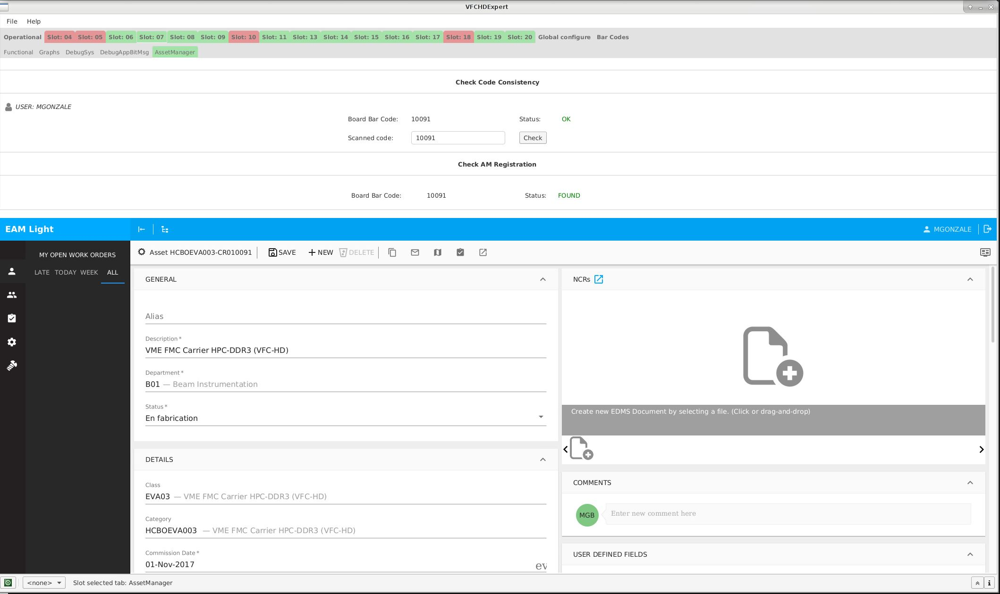 VFCHDExpert
File Help
Operational Slot: 04 Slot: 05 Slot: 06 Slot: 07 Slot: 08 Slot: 09 Slot: 10 Slot: 11 Slot: 13 Slot: 14 Slot: 15 Slot: 16 Slot: 17 Slot: 18 Slot: 19 Slot: 20 Global configure Bar Codes
Functional Graphs DebugSys DebugAppBitMsg AssetManager
Check Code Consistency
USER: MGONZALE
Board Bar Code: 10091 Status: OK
Scanned code: 10091 Check
Check AM Registration
Board Bar Code: 10091 Status: FOUND
EAM Light
MGONZALE
MY OPEN WORK ORDERS
LATE TODAY WEEK ALL
Asset HCBOEVA003-CR010091 SAVE NEW DELETE
GENERAL
Alias
Description *
VME FMC Carrier HPC-DDR3 (VFC-HD)
Department *
B01 — Beam Instrumentation
Status *
En fabrication
DETAILS
Class
EVA03 — VME FMC Carrier HPC-DDR3 (VFC-HD)
Category
HCBOEVA003 — VME FMC Carrier HPC-DDR3 (VFC-HD)
Commission Date *
01-Nov-2017 ev
NCRs
Create new EDMS Document by selecting a file. (Click or drag-and-drop)
COMMENTS
MGB Enter new comment here
USER DEFINED FIELDS
<none> Slot selected tab: AssetManager